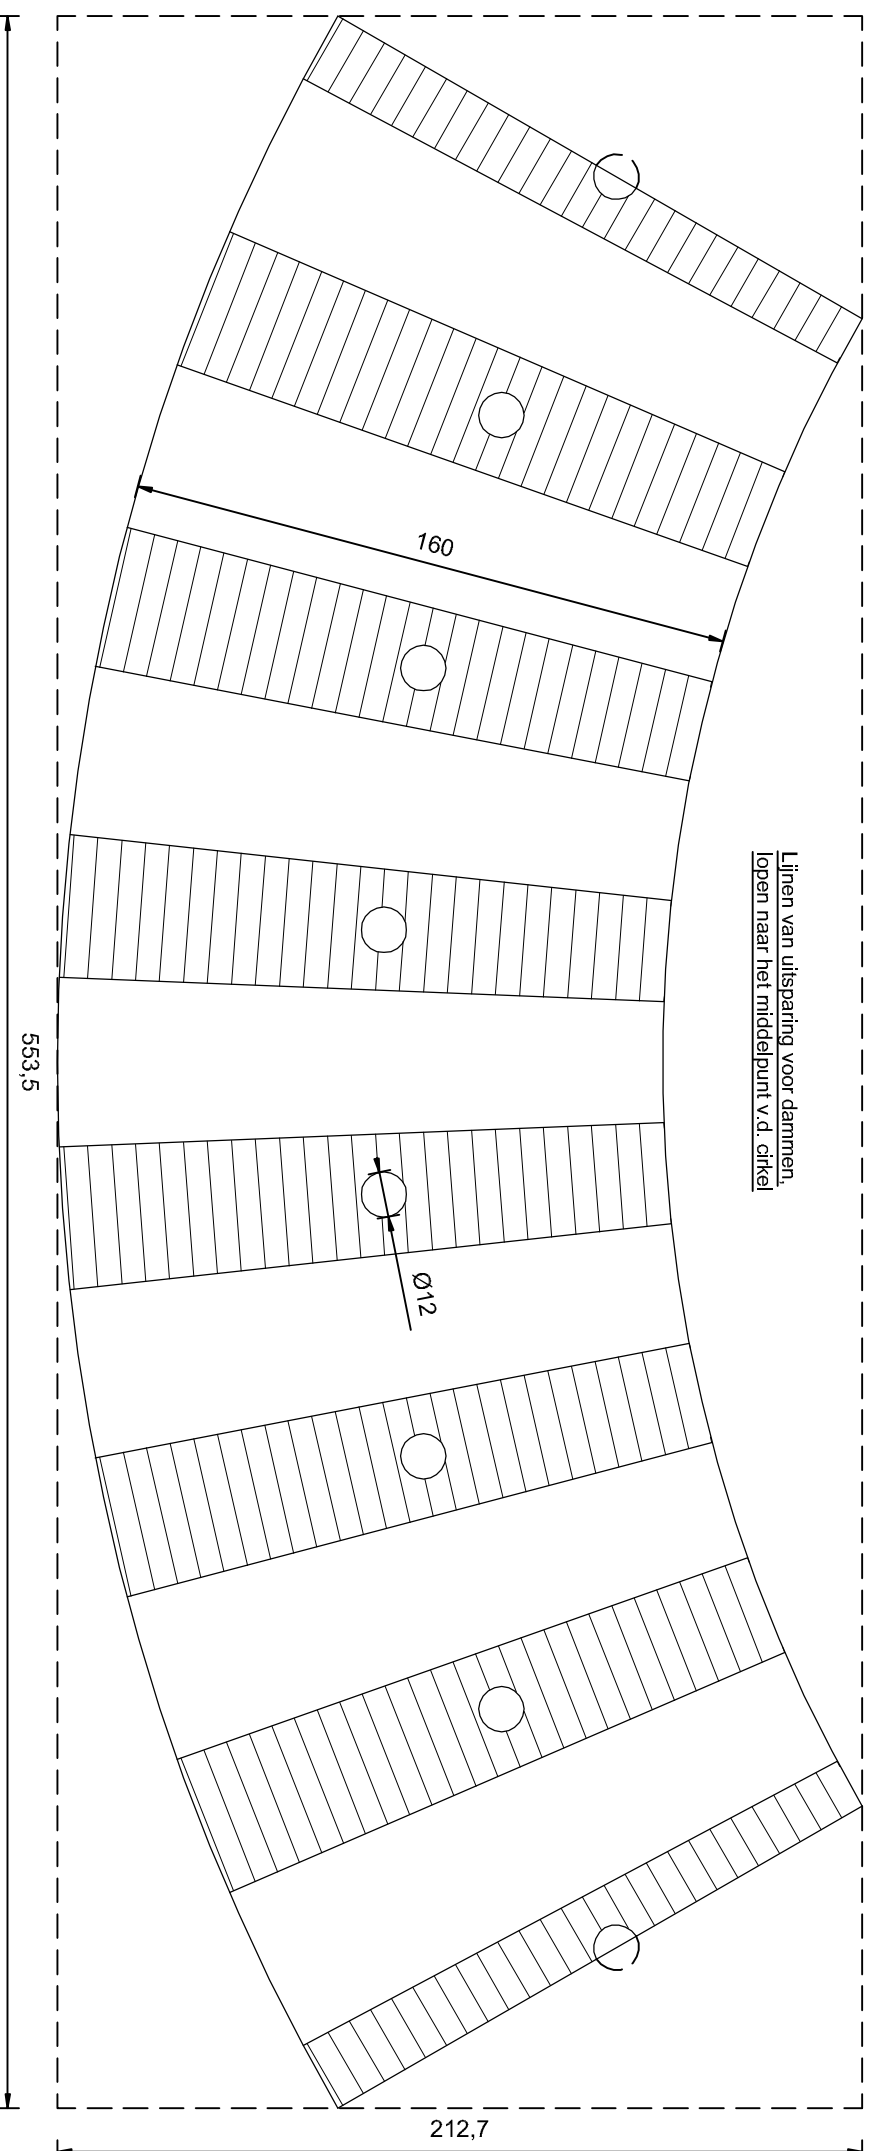 160
Lijnen van uitsparing voor dammen,
lopen naar het middelpunt v.d. cirkel
553,5
Ø12
212,7